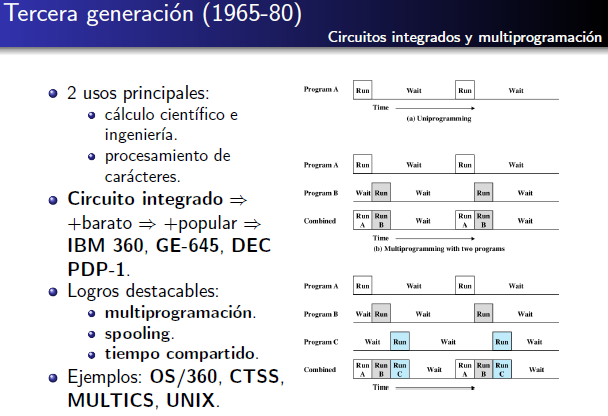 Tercera generación (1965-80)
Circuitos integrados y multiprogramación
2 usos principales:
cálculo científico e
ingeniería.
procesamiento de
carácteres.
Circuito integrado ⇒
+barato ⇒ +popular ⇒
IBM 360, GE-645, DEC
PDP-1.
Logros destacables:
multiprogramación.
spooling.
tiempo compartido.
Ejemplos: OS/360, CTSS,
MULTICS, UNIX.
Program A Run Wait Run Wait
Time
(a) Uniprogramming
Program A Run Wait Run Wait
Program B Wait Run Wait Run Wait
Combined Run A Run B Wait Run A Run B Wait
Time
(b) Multiprogramming with two programs
Program A Run Wait Run Wait
Program B Wait Run Wait Run Wait
Program C Wait Run Wait Run Wait
Combined Run A Run B Run C Wait Run A Run B Run C Wait
Time